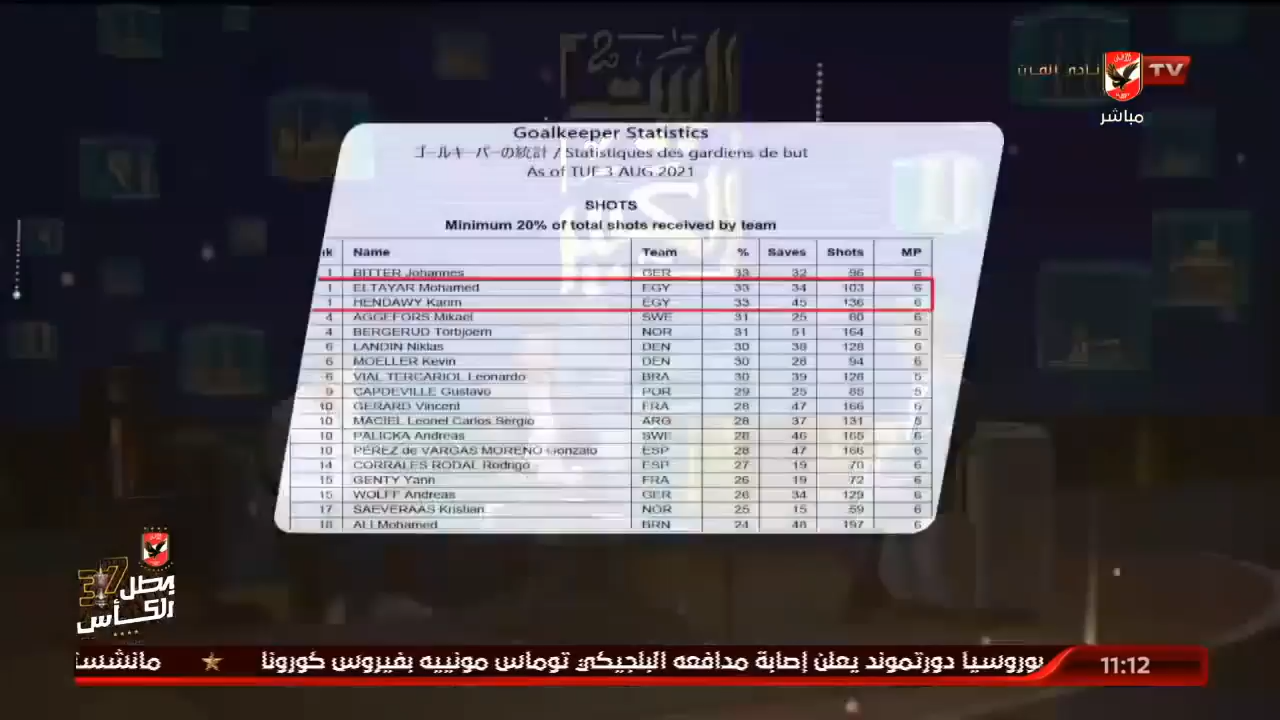 نادي القرن
TV
مباشر
Goalkeeper Statistics
ゴールキーパーの統計 / Statistiques des gardiens de but
As of TUE 3 AUG 2021
SHOTS
Minimum 20% of total shots received by team
Name Team % Saves Shots MP
1 BITTER Johannes GER 33 32 96 6
1 ELTAYAR Mohamed EGY 33 34 103 6
1 HENDAWY Karim EGY 33 45 136 6
4 AGGEFORS Mikael SWE 31 25 80 6
4 BERGERUD Torbjoern NOR 31 51 164 6
6 LANDIN Niklas DEN 30 38 128 6
6 MOELLER Kevin DEN 30 28 94 6
6 VIAL TERCARIOL Leonardo BRA 30 39 128 5
9 CAPDEVILLE Gustavo POR 29 25 85 5
10 GERARD Vincent FRA 28 47 166 6
10 MACIEL Leonel Carlos Sergio ARG 28 37 131 5
10 PALICKA Andreas SWE 28 46 165 6
10 PÉREZ de VARGAS MORENO Gonzalo ESP 28 47 166 6
14 CORRALES RODAL Rodrigo ESP 27 19 70 6
15 GENTY Yann FRA 26 19 72 6
15 WOLFF Andreas GER 26 34 129 6
17 SAEVERAAS Kristian NOR 25 15 59 6
18 ALI Mohamed BRN 24 48 197 6
بطل 37
الكأس
بوروسيا دورتموند يعلن إصابة مدافعه البلجيكي توماس مونييه بفيروس كورونا ★ مانشست
11:12